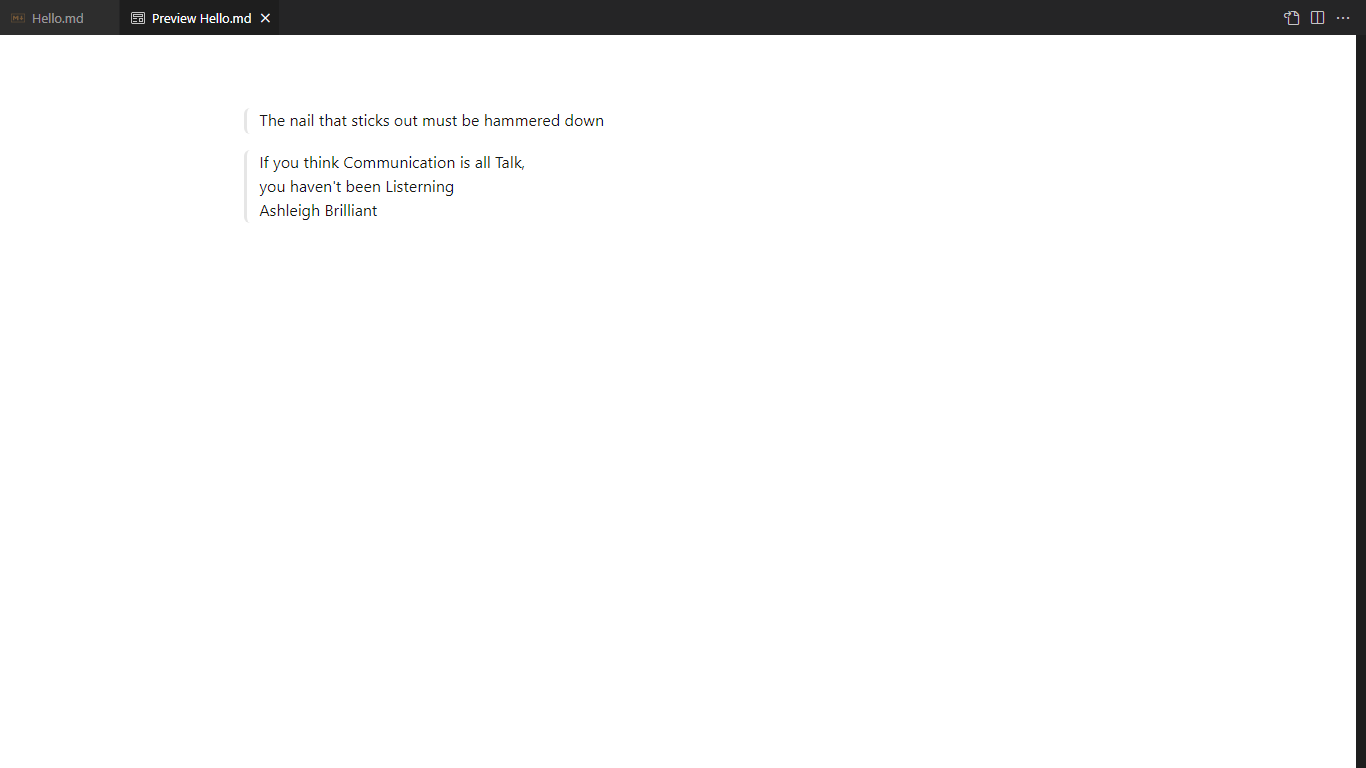 Hello.md
Preview Hello.md
The nail that sticks out must be hammered down
If you think Communication is all Talk,
you haven't been Listerning
Ashleigh Brilliant